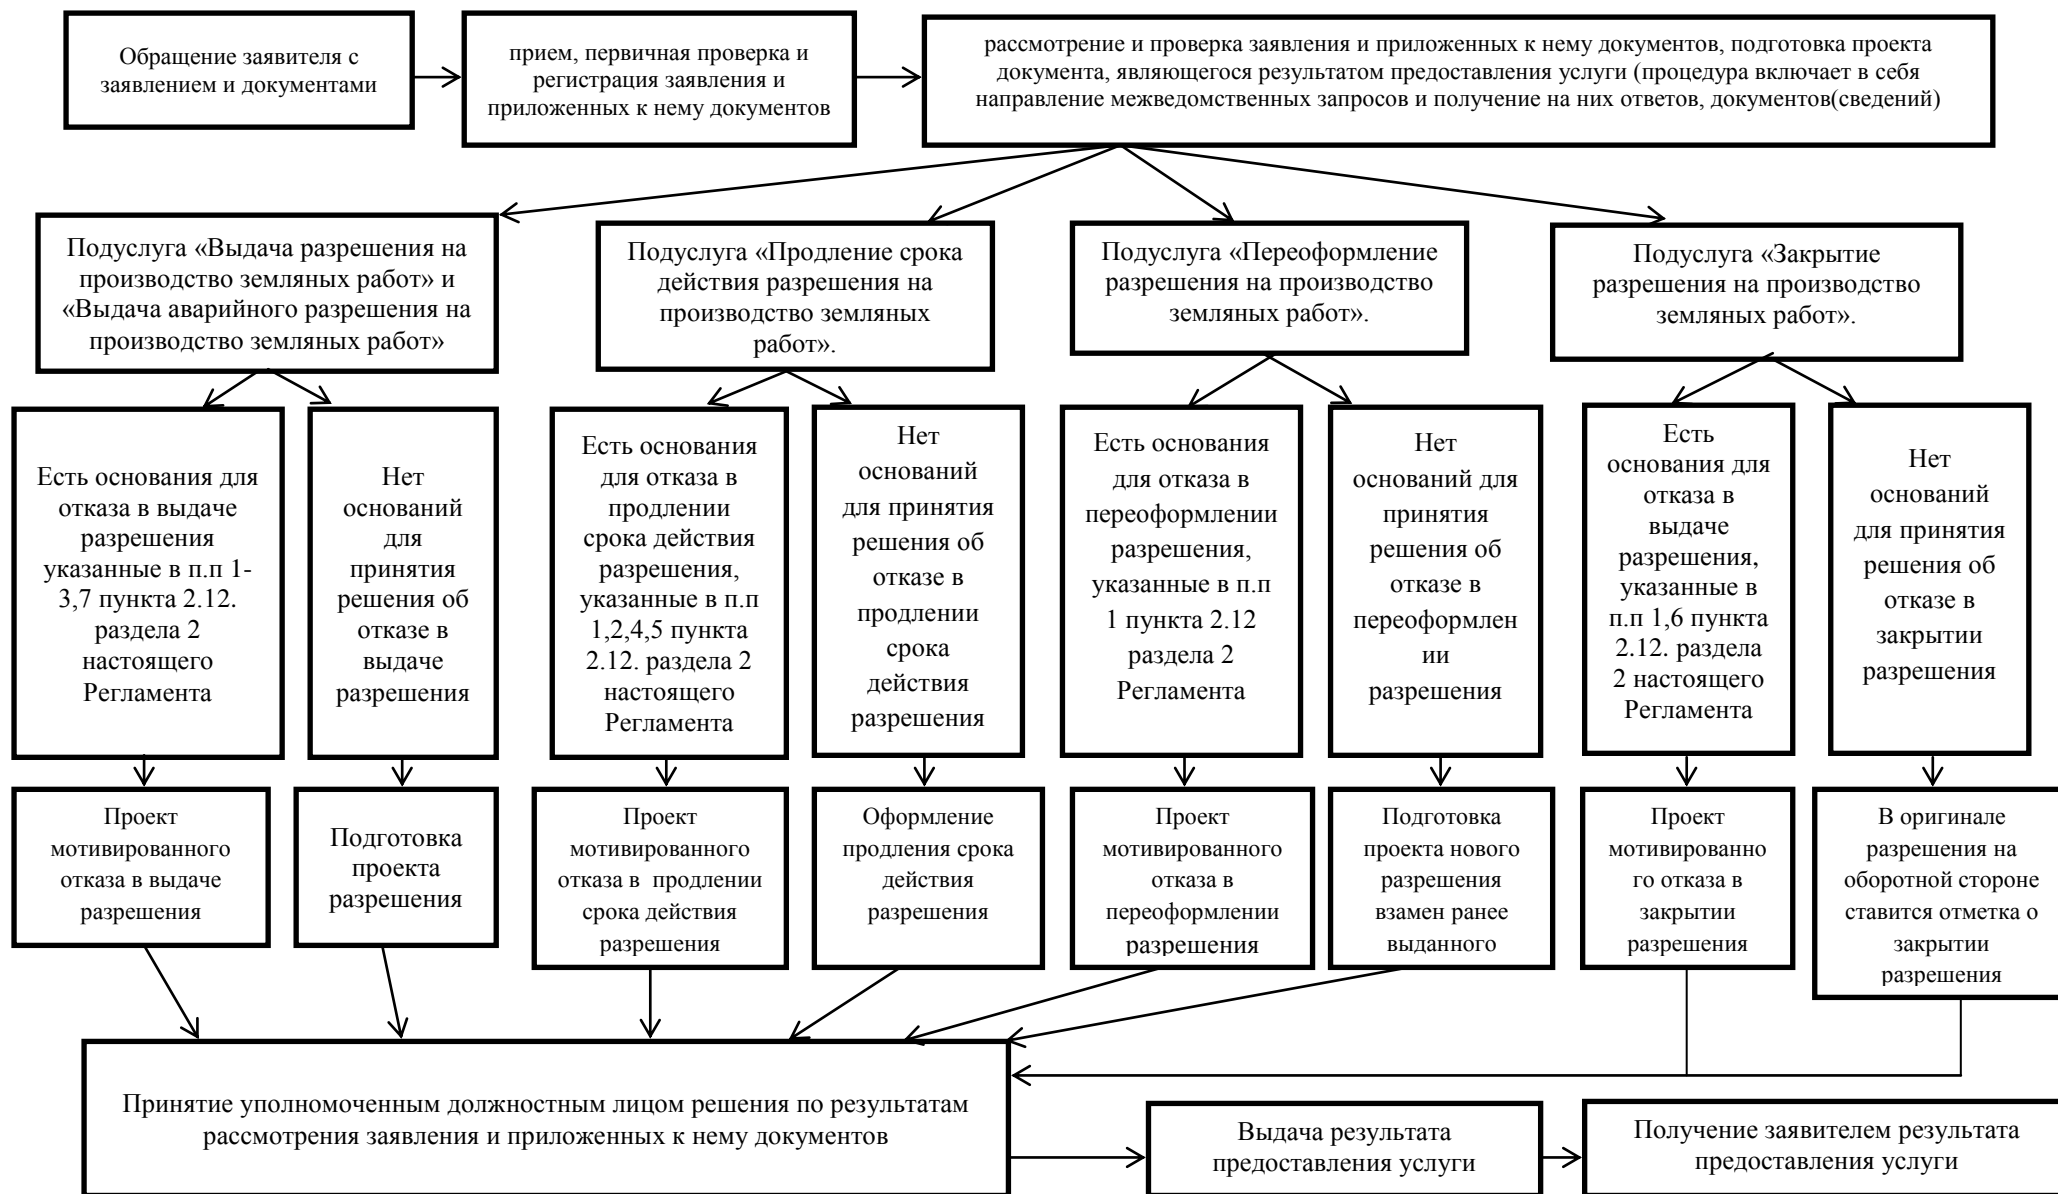 Обращение заявителя с
заявлением и документами
прием, первичная проверка и
регистрация заявления и
приложенных к нему документов
рассмотрение и проверка заявления и приложенных к нему документов, подготовка проекта
документа, являющегося результатом предоставления услуги (процедура включает в себя
направление межведомственных запросов и получение на них ответов, документов(сведений)
Подуслуга «Выдача разрешения на
производство земляных работ» и
«Выдача аварийного разрешения на
производство земляных работ»
Подуслуга «Продление срока
действия разрешения на
производство земляных
работ».
Подуслуга «Переоформление
разрешения на производство
земляных работ».
Подуслуга «Закрытие
разрешения на производство
земляных работ».
Есть основания для
отказа в выдаче
разрешения
указанные в п.п 1-
3,7 пункта 2.12.
раздела 2
настоящего
Регламента
Нет
оснований
для
принятия
решения об
отказе в
выдаче
разрешения
Есть основания
для отказа в
продлении
срока действия
разрешения,
указанные в п.п
1,2,4,5 пункта
2.12. раздела 2
настоящего
Регламента
Нет
оснований
для принятия
решения об
отказе в
продлении
срока
действия
разрешения
Есть основания
для отказа в
переоформлении
разрешения,
указанные в п.п
1 пункта 2.12
раздела 2
Регламента
Нет
оснований для
принятия
решения об
отказе в
переоформлен
ии
разрешения
Есть
основания для
отказа в
выдаче
разрешения,
указанные в
п.п 1,6 пункта
2.12. раздела
2 настоящего
Регламента
Нет
оснований
для принятия
решения об
отказе в
закрытии
разрешения
Проект
мотивированного
отказа в выдаче
разрешения
Подготовка
проекта
разрешения
Проект
мотивированного
отказа в  продлении
срока действия
разрешения
Оформление
продления срока
действия
разрешения
Проект
мотивированного
отказа в
переоформлении
разрешения
Подготовка
проекта нового
разрешения
взамен ранее
выданного
Проект
мотивированно
го отказа в
закрытии
разрешения
В оригинале
разрешения на
оборотной стороне
ставится отметка о
закрытии
разрешения
Принятие уполномоченным должностным лицом решения по результатам
рассмотрения заявления и приложенных к нему документов
Выдача результата
предоставления услуги
Получение заявителем результата
предоставления услуги